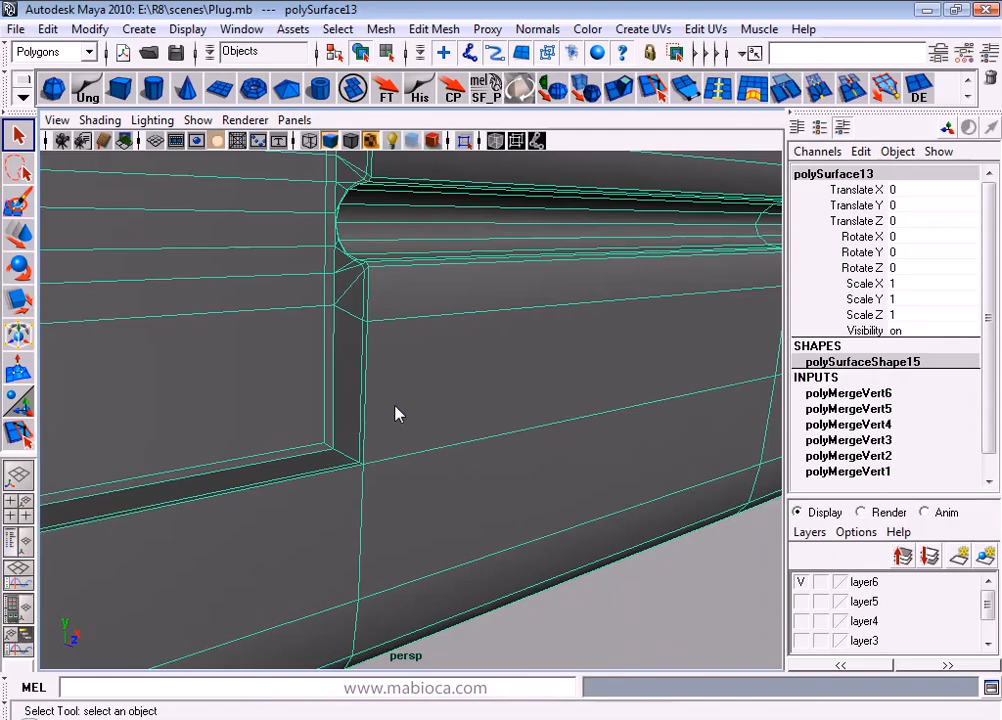 Autodesk Maya 2010: E:\R8\scenes\Plug.mb --- polySurface13
File Edit Modify Create Display Window Assets Select Mesh Edit Mesh Proxy Normals Color Create UVs Edit UVs Muscle Help
Polygons Objects
Ung FT His mel SF_P CP DE
View Shading Lighting Show Renderer Panels
Channels Edit Object Show
polySurface13
Translate X 0
Translate Y 0
Translate Z 0
Rotate X 0
Rotate Y 0
Rotate Z 0
Scale X 1
Scale Y 1
Scale Z 1
Visibility on
SHAPES
polySurfaceShape15
INPUTS
polyMergeVert6
polyMergeVert5
polyMergeVert4
polyMergeVert3
polyMergeVert2
polyMergeVert1
Display Render Anim
Layers Options Help
V layer6
layer5
layer4
layer3
<< >>
y
z
persp
MEL www.mabioca.com
Select Tool: select an object